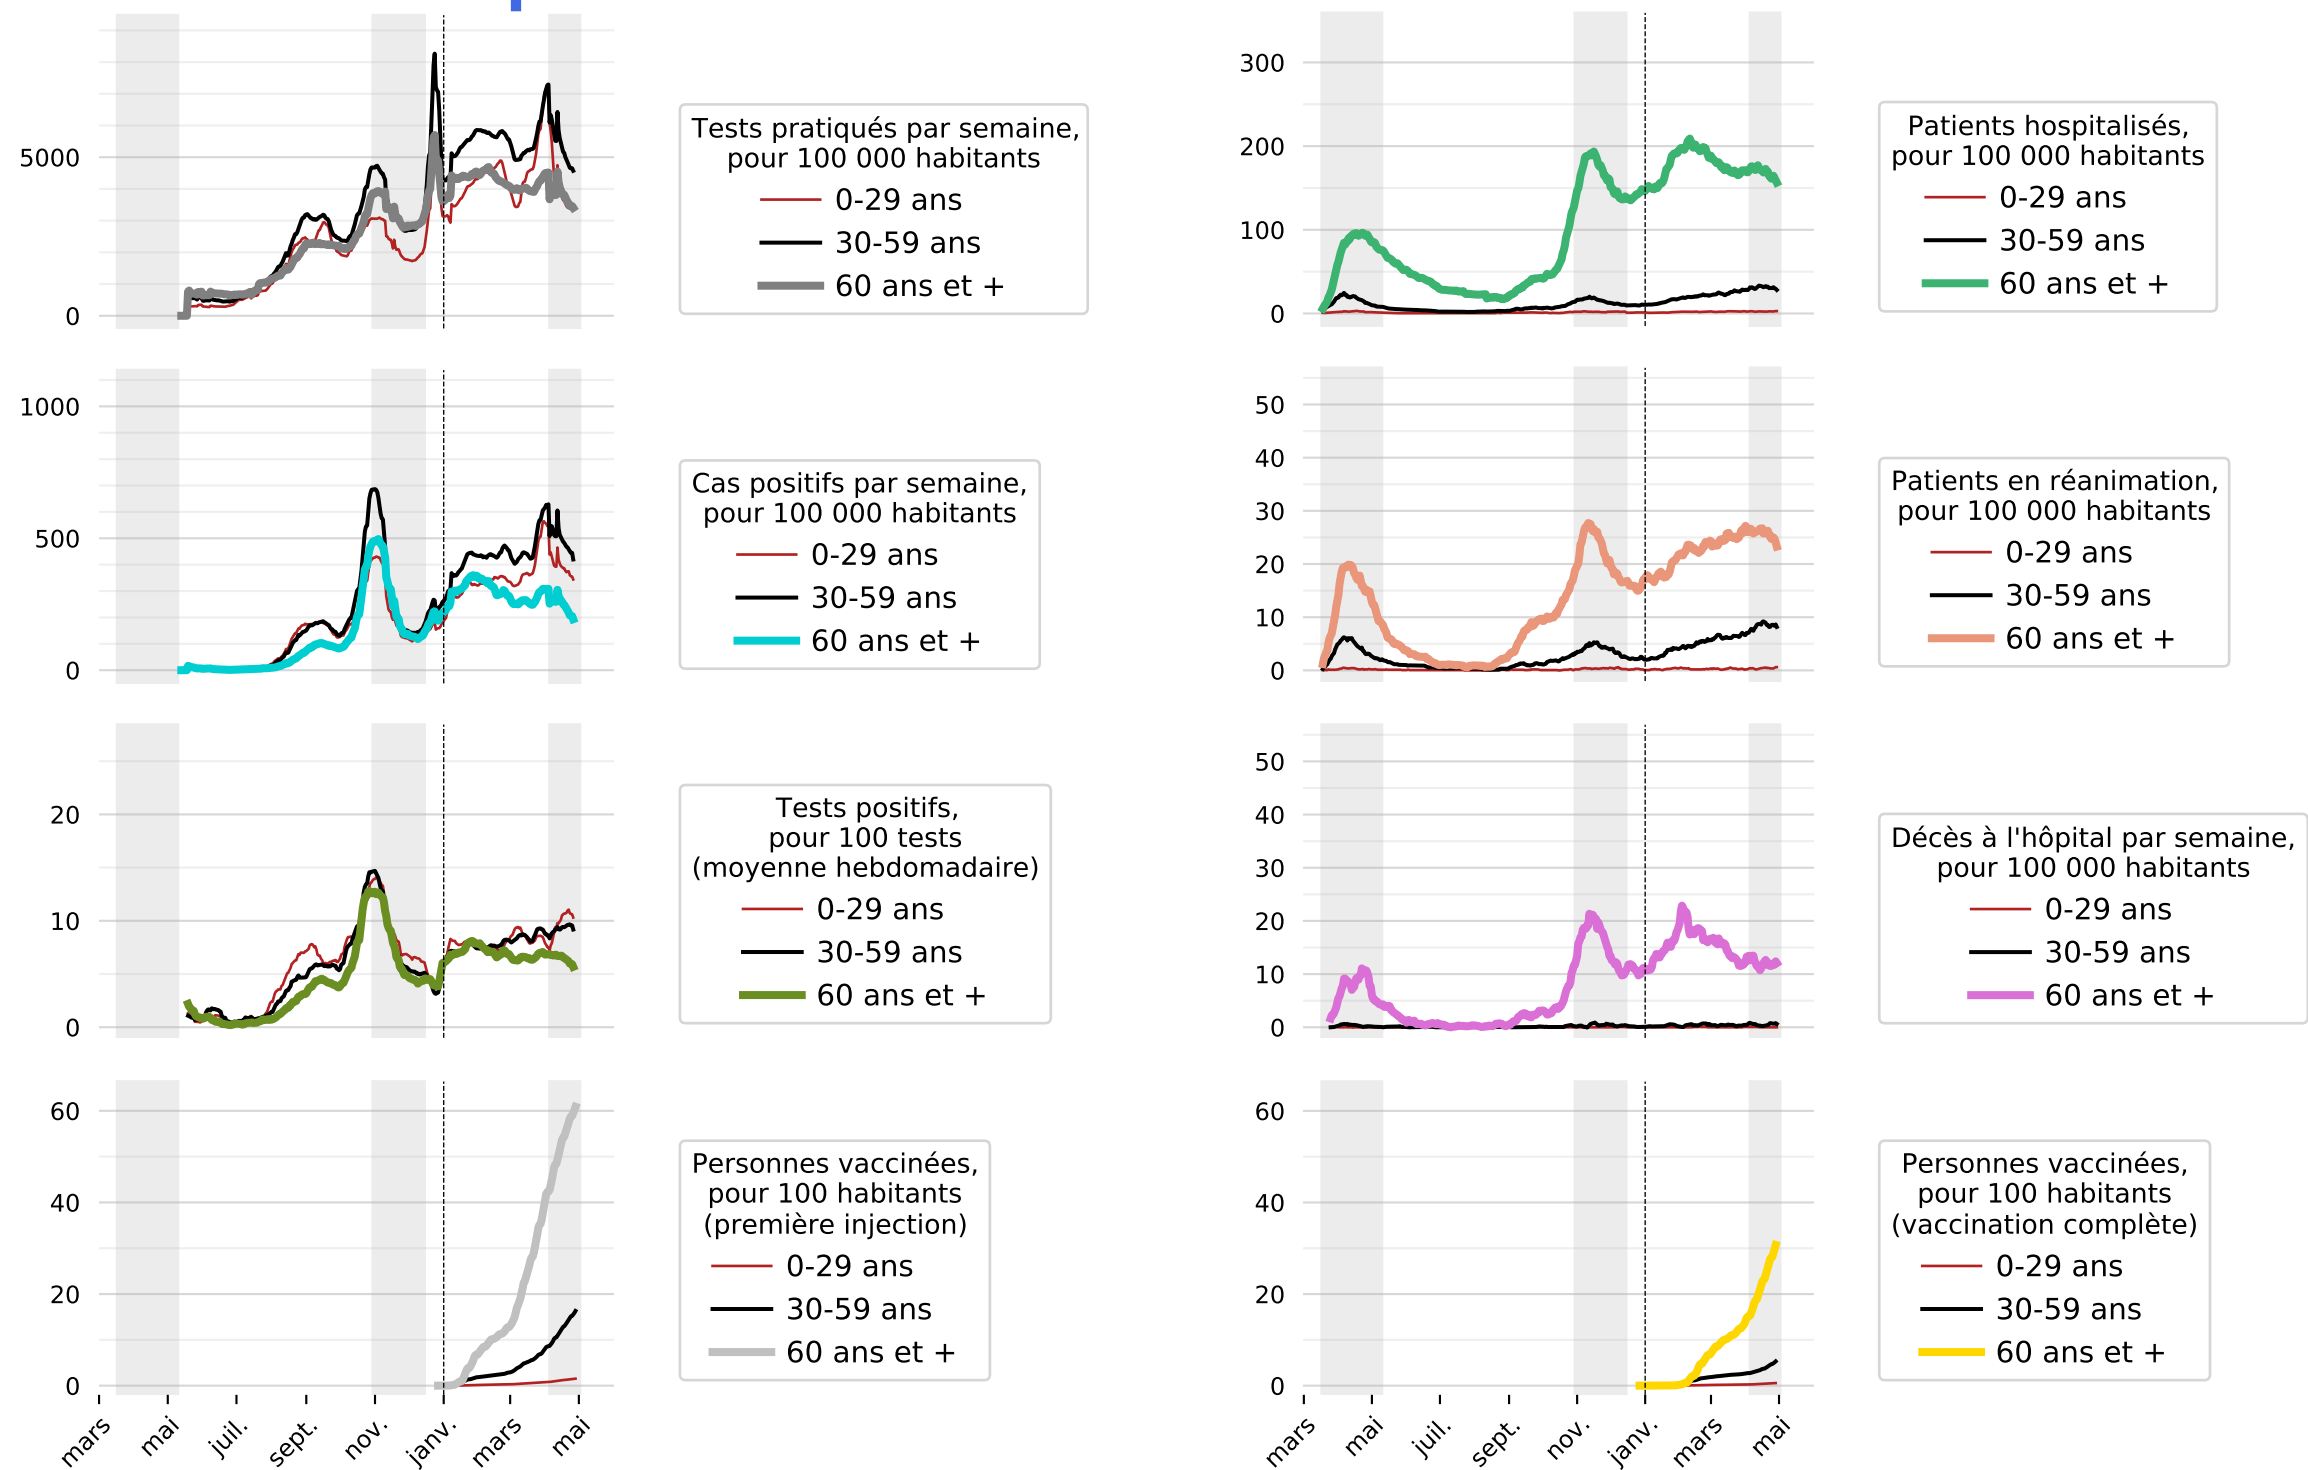 5000
0
Tests pratiqués par semaine,
pour 100 000 habitants
0-29 ans
30-59 ans
60 ans et +
300
200
100
0
Patients hospitalisés,
pour 100 000 habitants
0-29 ans
30-59 ans
60 ans et +
1000
500
0
Cas positifs par semaine,
pour 100 000 habitants
0-29 ans
30-59 ans
60 ans et +
50
40
30
20
10
0
Patients en réanimation,
pour 100 000 habitants
0-29 ans
30-59 ans
60 ans et +
20
10
0
Tests positifs,
pour 100 tests
(moyenne hebdomadaire)
0-29 ans
30-59 ans
60 ans et +
50
40
30
20
10
0
Décès à l'hôpital par semaine,
pour 100 000 habitants
0-29 ans
30-59 ans
60 ans et +
60
40
20
0
mars
mai
juil.
sept.
nov.
janv.
mars
mai
Personnes vaccinées,
pour 100 habitants
(première injection)
0-29 ans
30-59 ans
60 ans et +
60
40
20
0
mars
mai
juil.
sept.
nov.
janv.
mars
mai
Personnes vaccinées,
pour 100 habitants
(vaccination complète)
0-29 ans
30-59 ans
60 ans et +